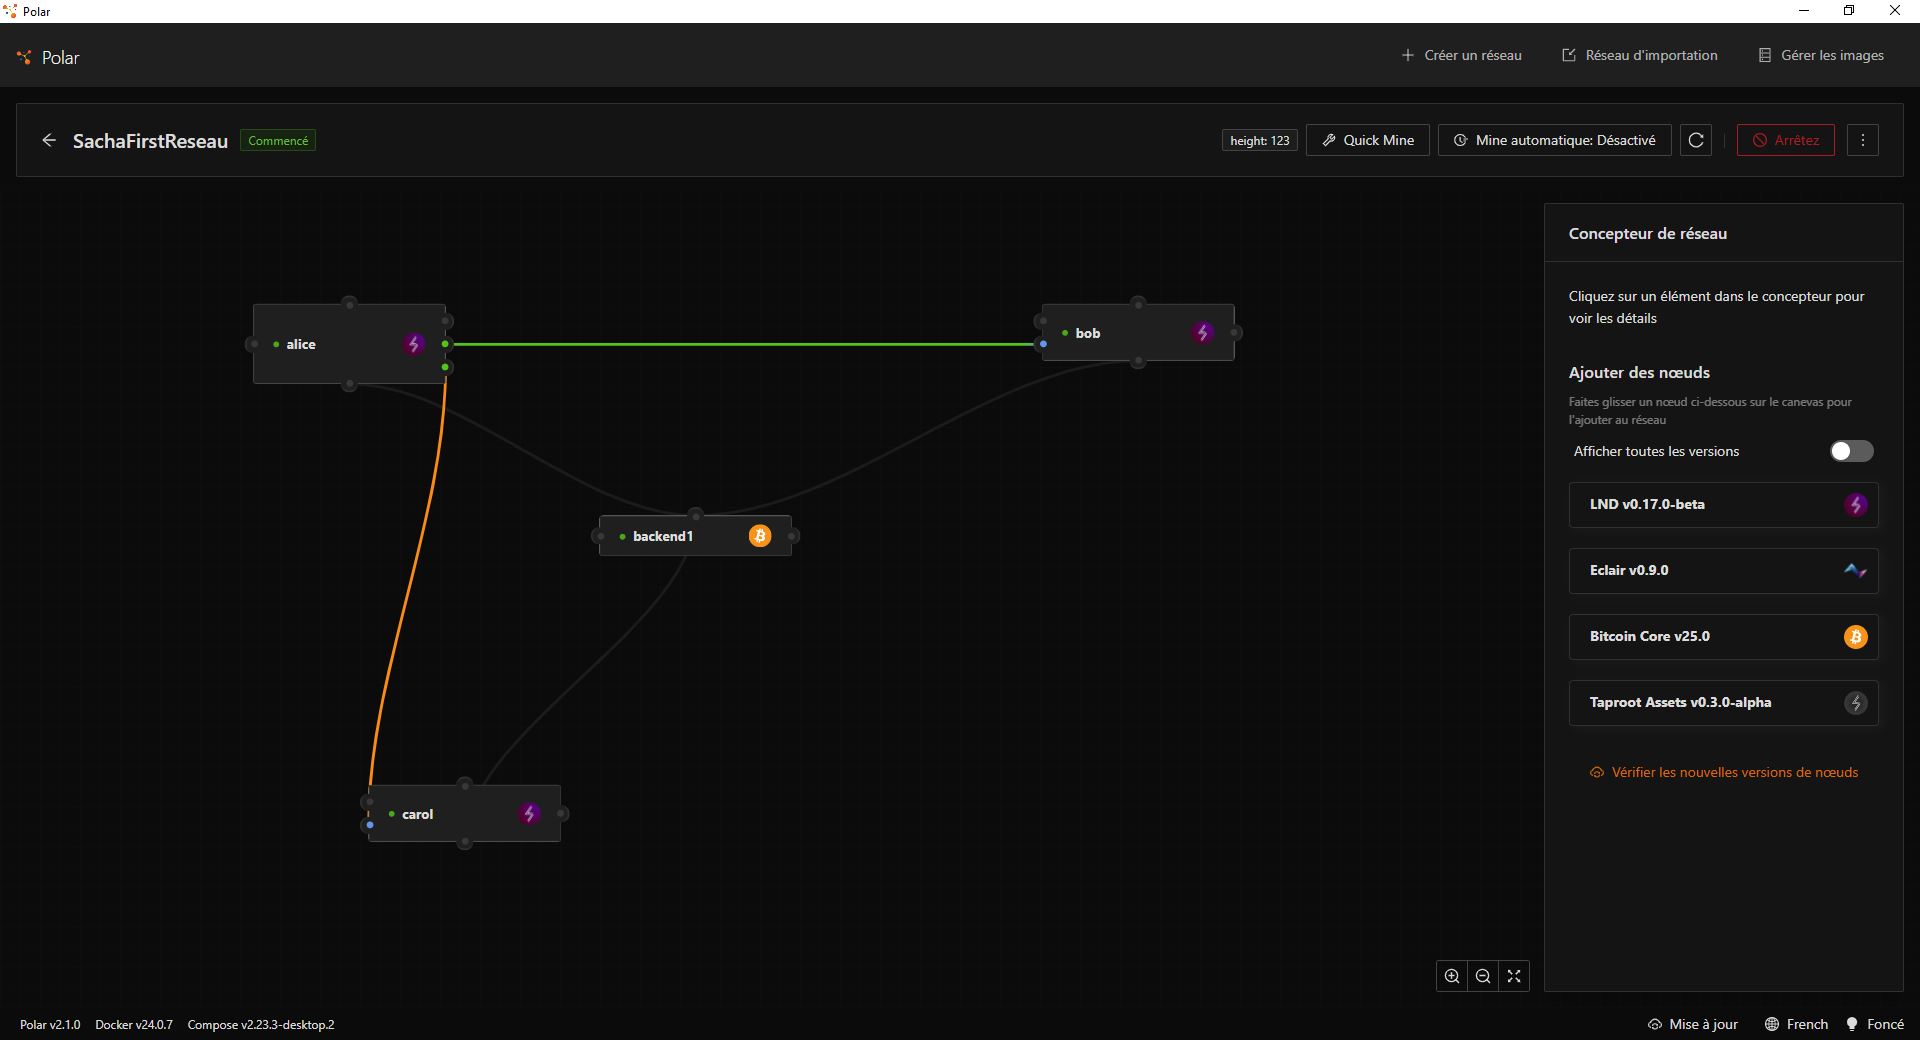 Polar
Polar
Créer un réseau
Réseau d'importation
Gérer les images
SachaFirstReseau
Commencé
height: 123
Quick Mine
Mine automatique: Désactivé
Arrêtez
Concepteur de réseau
Cliquez sur un élément dans le concepteur pour
voir les détails
alice
bob
Ajouter des nœuds
Faites glisser un nœud ci-dessous sur le canevas pour
l'ajouter au réseau
Afficher toutes les versions
LND v0.17.0-beta
backend1
Eclair v0.9.0
Bitcoin Core v25.0
Taproot Assets v0.3.0-alpha
Vérifier les nouvelles versions de nœuds
carol
Polar v2.1.0
Docker v24.0.7
Compose v2.23.3-desktop.2
Mise à jour
French
Foncé